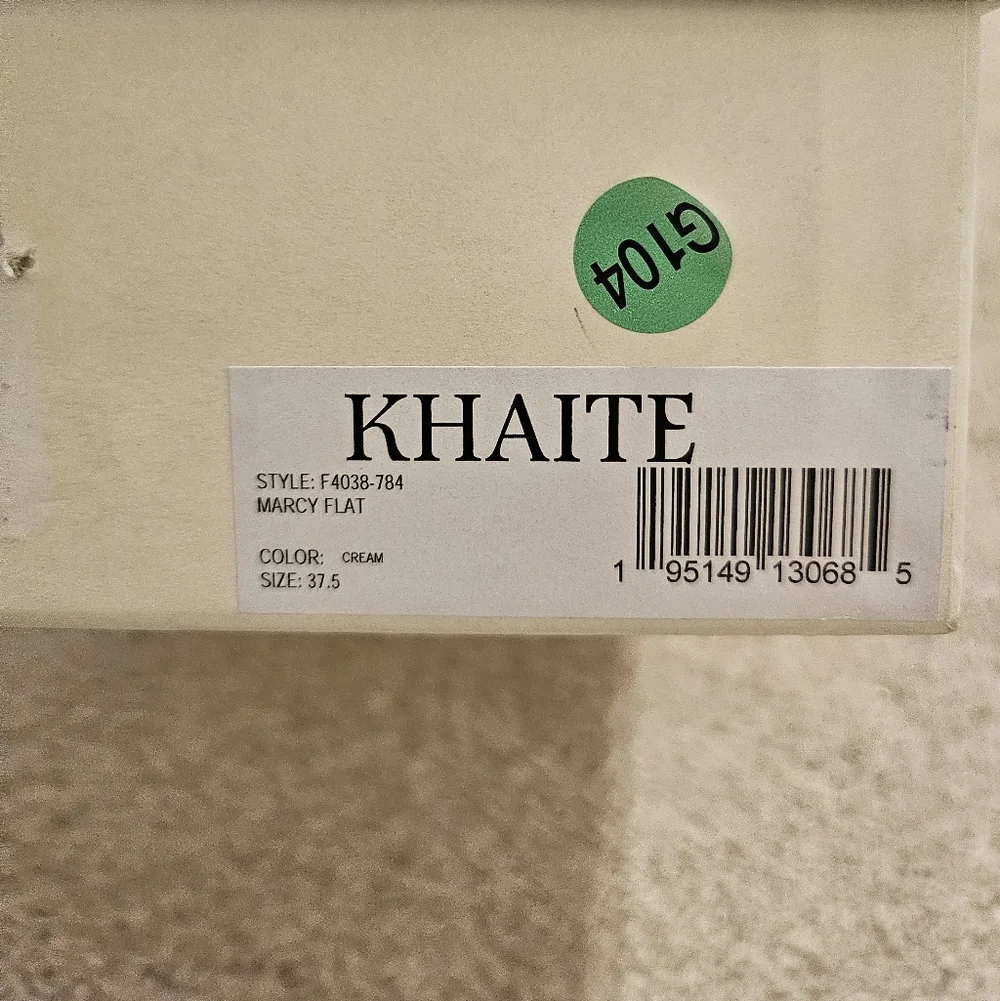 G104
KHAITE
STYLE: F4038-784
MARCY FLAT
COLOR: CREAM
SIZE: 37.5
1 95149 13068 5